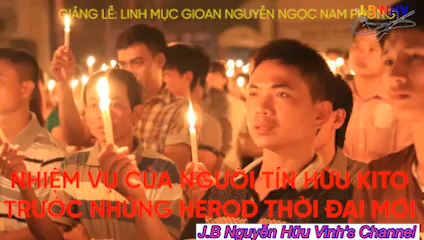 GIẢNG LỄ: LINH MỤC GIOAN NGUYỄN NGỌC NAM PHONG
J.B NHV
NHIỆM VỤ CỦA NGƯỜI TÍN HỮU KITO
TRƯỚC NHỮNG HEROD THỜI ĐẠI MỚI
J.B Nguyễn Hữu Vinh's Channel